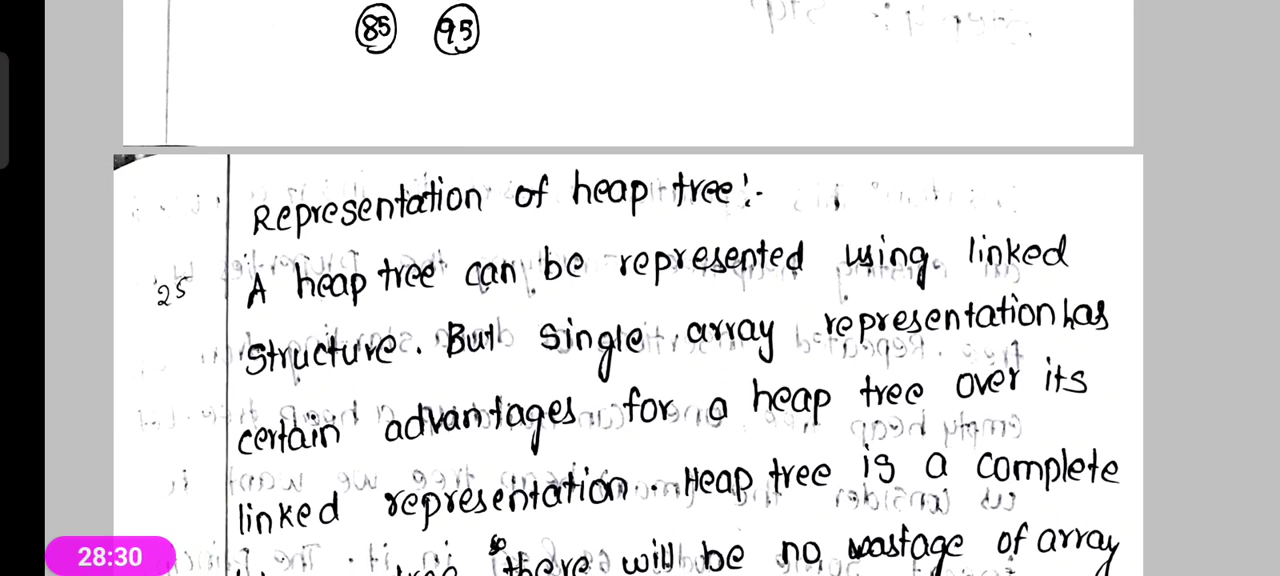 85 95
Representation of heap tree:-
25
A heap tree can be represented using linked
structure. But single array representation has
certain advantages for a heap tree over its
linked representation. Heap tree is a complete
so there will be no wastage of array
28:30